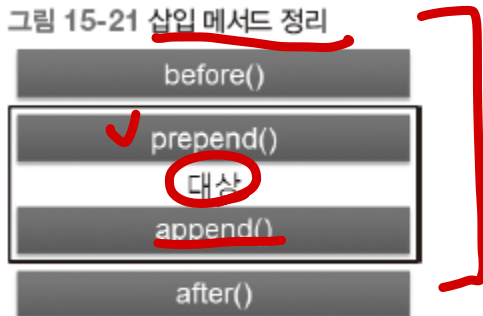 그림 15-21 삽입 메서드 정리
before()
prepend()
대상
append()
after()